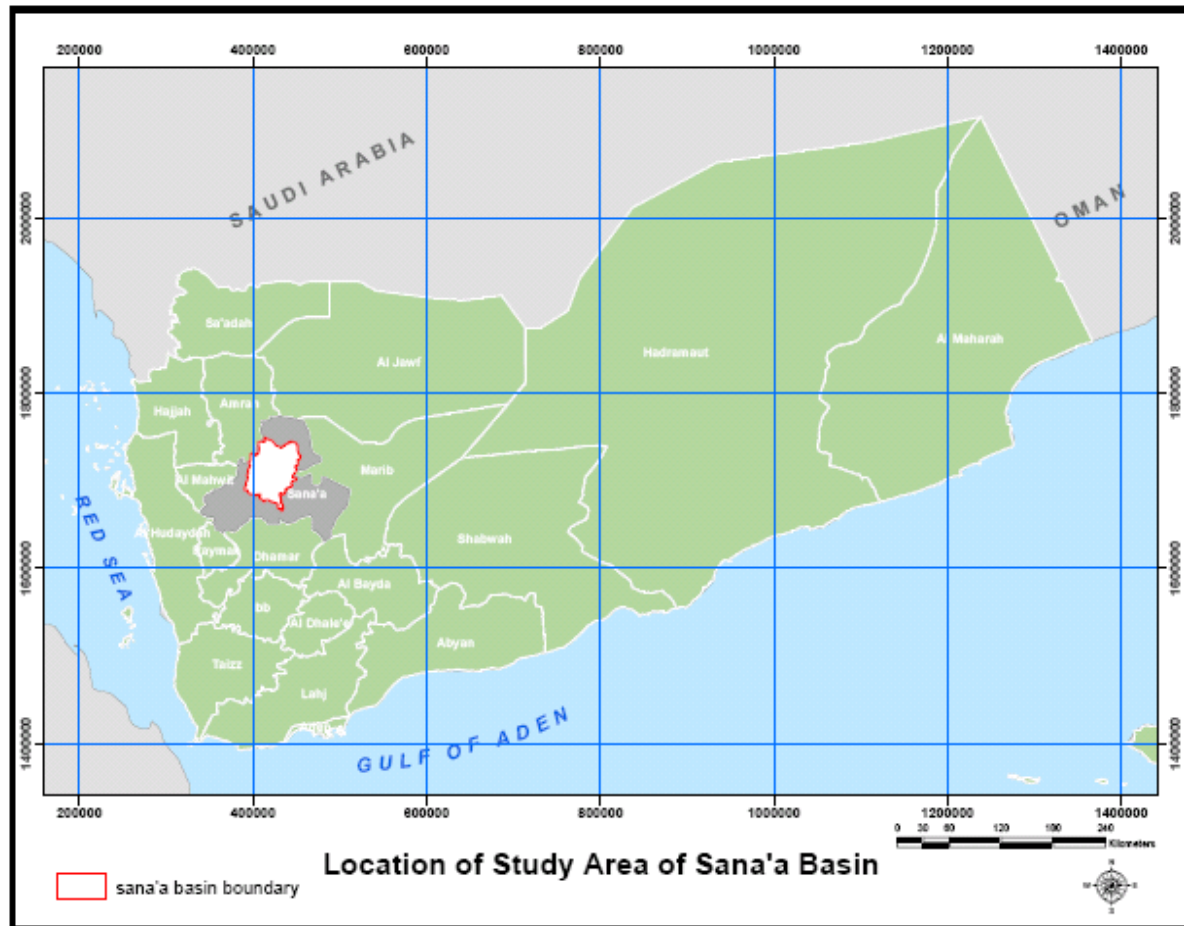 200000 400000 600000 800000 1000000 1200000 1400000
SAUDI ARABIA
OMAN
2000000 2000000
Sa'adah
Al Jawf
Hadramaut
Al Maharah
1800000 1800000
Hajjah
Amran
Al Mahwit
Marib
Sana'a
RED SEA
Al Hudaydah
Raymah
Dhamar
Shabwah
1600000 1600000
Al Bayda
Ibb
Al Dhale'e
Abyan
Taizz
Lahj
1400000 1400000
GULF OF ADEN
200000 400000 600000 800000 1000000 1200000 1400000
0 30 60 120 180 240
Kilometers
Location of Study Area of Sana'a Basin
sana'a basin boundary
N
W E
S